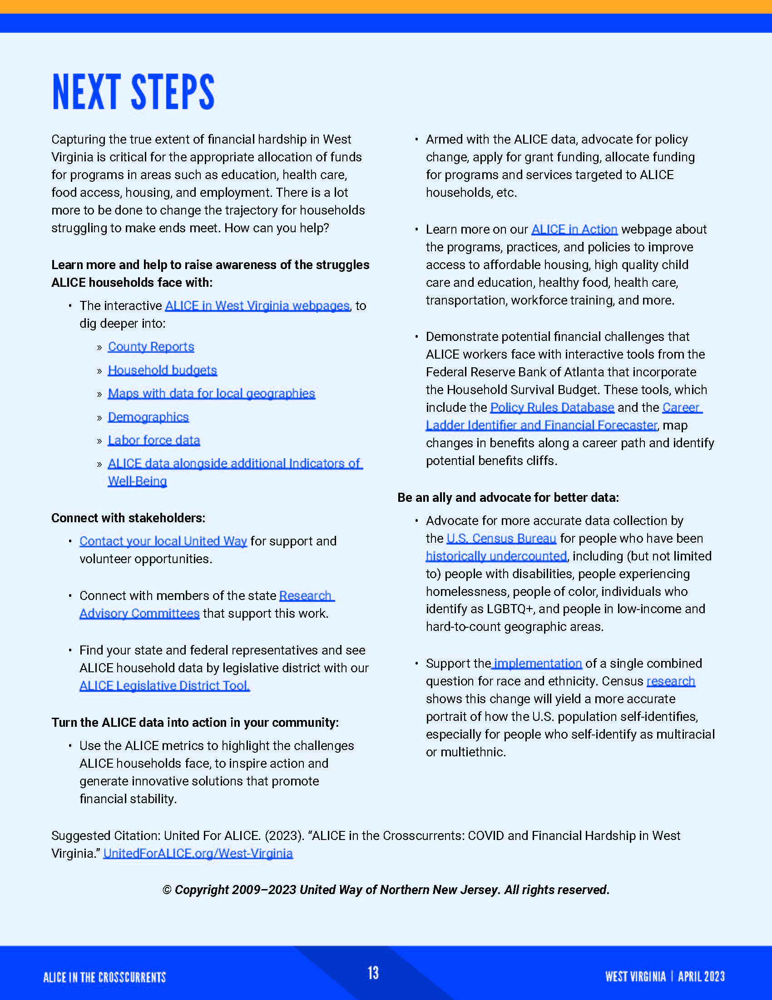 NEXT STEPS
Capturing the true extent of financial hardship in West
Virginia is critical for the appropriate allocation of funds
for programs in areas such as education, health care,
food access, housing, and employment. There is a lot
more to be done to change the trajectory for households
struggling to make ends meet. How can you help?
Learn more and help to raise awareness of the struggles
ALICE households face with:
• The interactive ALICE in West Virginia webpages, to
dig deeper into:
» County Reports
» Household budgets
» Maps with data for local geographies
» Demographics
» Labor force data
» ALICE data alongside additional Indicators of
Well-Being
Connect with stakeholders:
• Contact your local United Way for support and
volunteer opportunities.
• Connect with members of the state Research
Advisory Committees that support this work.
• Find your state and federal representatives and see
ALICE household data by legislative district with our
ALICE Legislative District Tool.
Turn the ALICE data into action in your community:
• Use the ALICE metrics to highlight the challenges
ALICE households face, to inspire action and
generate innovative solutions that promote
financial stability.
• Armed with the ALICE data, advocate for policy
change, apply for grant funding, allocate funding
for programs and services targeted to ALICE
households, etc.
• Learn more on our ALICE in Action webpage about
the programs, practices, and policies to improve
access to affordable housing, high quality child
care and education, healthy food, health care,
transportation, workforce training, and more.
• Demonstrate potential financial challenges that
ALICE workers face with interactive tools from the
Federal Reserve Bank of Atlanta that incorporate
the Household Survival Budget. These tools, which
include the Policy Rules Database and the Career
Ladder Identifier and Financial Forecaster, map
changes in benefits along a career path and identify
potential benefits cliffs.
Be an ally and advocate for better data:
• Advocate for more accurate data collection by
the U.S. Census Bureau for people who have been
historically undercounted, including (but not limited
to) people with disabilities, people experiencing
homelessness, people of color, individuals who
identify as LGBTQ+, and people in low-income and
hard-to-count geographic areas.
• Support the implementation of a single combined
question for race and ethnicity. Census research
shows this change will yield a more accurate
portrait of how the U.S. population self-identifies,
especially for people who self-identify as multiracial
or multiethnic.
Suggested Citation: United For ALICE. (2023). “ALICE in the Crosscurrents: COVID and Financial Hardship in West
Virginia.” UnitedForALICE.org/West-Virginia
© Copyright 2009–2023 United Way of Northern New Jersey. All rights reserved.
ALICE IN THE CROSSCURRENTS
13
WEST VIRGINIA | APRIL 2023